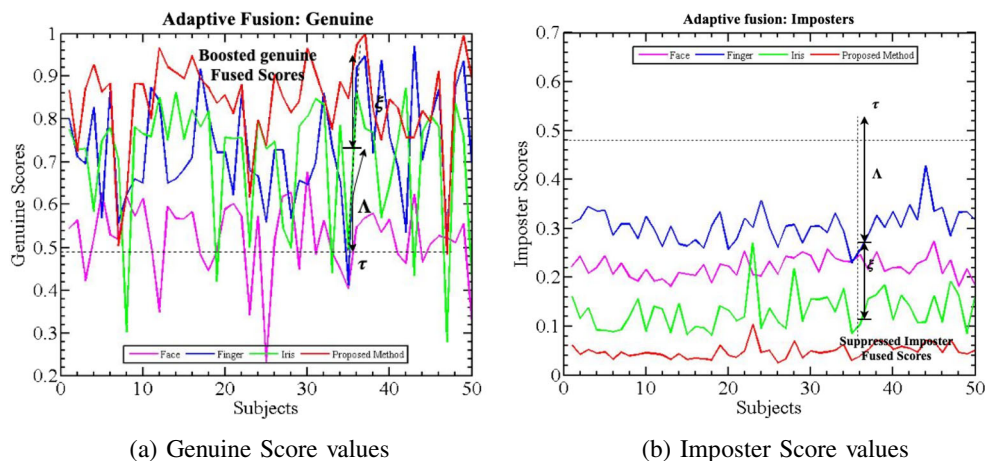 Adaptive Fusion: Genuine
1
0.9
0.8
0.7
0.6
0.5
0.4
0.3
0.2
Genuine Scores
Boosted genuine
Fused Scores
ξ
Λ
τ
Face Finger Iris Proposed Method
0 10 20 30 40 50
Subjects
(a) Genuine Score values
Adaptive fusion: Imposters
0.7
0.6
0.5
0.4
0.3
0.2
0.1
0
Imposter Scores
Face Finger Iris Proposed Method
τ
Λ
ξ
Suppressed Imposter
Fused Scores
0 10 20 30 40 50
Subjects
(b) Imposter Score values